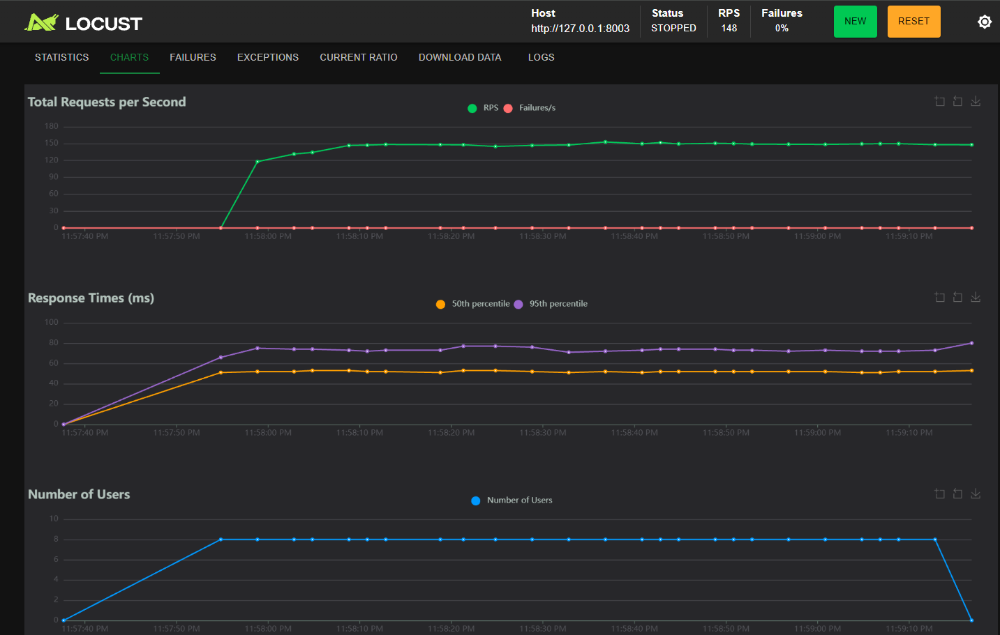 LOCUST
Host
http://127.0.0.1:8003
Status
STOPPED
RPS
148
Failures
0%
NEW
RESET
STATISTICS CHARTS FAILURES EXCEPTIONS CURRENT RATIO DOWNLOAD DATA LOGS
Total Requests per Second
RPS Failures/s
180
150
120
90
60
30
0
11:57:40 PM 11:57:50 PM 11:58:00 PM 11:58:10 PM 11:58:20 PM 11:58:30 PM 11:58:40 PM 11:58:50 PM 11:59:00 PM 11:59:10 PM
Response Times (ms)
50th percentile 95th percentile
100
80
60
40
20
0
11:57:40 PM 11:57:50 PM 11:58:00 PM 11:58:10 PM 11:58:20 PM 11:58:30 PM 11:58:40 PM 11:58:50 PM 11:59:00 PM 11:59:10 PM
Number of Users
Number of Users
10
8
6
4
2
0
11:57:40 PM 11:57:50 PM 11:58:00 PM 11:58:10 PM 11:58:20 PM 11:58:30 PM 11:58:40 PM 11:58:50 PM 11:59:00 PM 11:59:10 PM